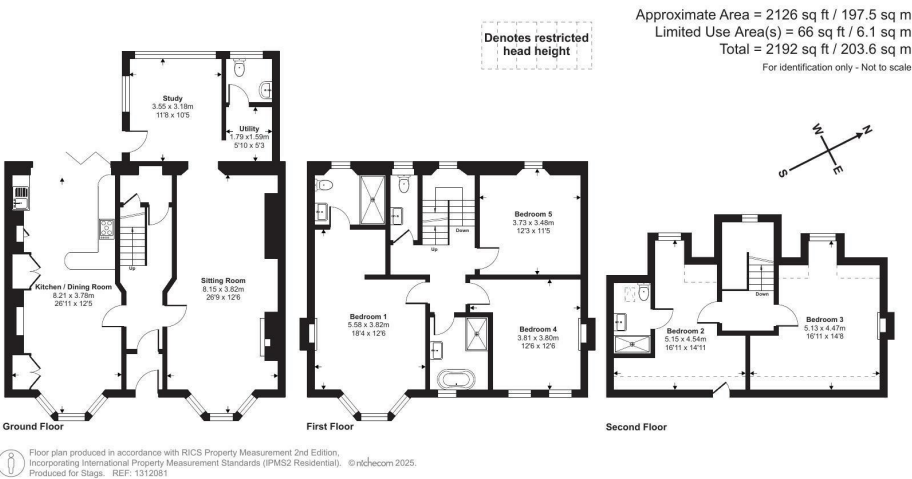 Approximate Area = 2126 sq ft / 197.5 sq m
Limited Use Area(s) = 66 sq ft / 6.1 sq m
Total = 2192 sq ft / 203.6 sq m
For identification only - Not to scale
Denotes restricted
head height
W
N
S
E
Study
3.55 x 3.18m
11'8 x 10'5
Utility
1.79 x1.59m
5'10 x 5'3
Up
Kitchen / Dining Room
8.21 x 3.78m
26'11 x 12'5
Sitting Room
8.15 x 3.82m
26'9 x 12'6
Ground Floor
Bedroom 5
3.73 x 3.48m
12'3 x 11'5
Up
Down
Bedroom 1
5.58 x 3.82m
18'4 x 12'6
Bedroom 4
3.81 x 3.80m
12'6 x 12'6
First Floor
Down
Bedroom 2
5.15 x 4.54m
16'11 x 14'11
Bedroom 3
5.13 x 4.47m
16'11 x 14'8
Second Floor
Floor plan produced in accordance with RICS Property Measurement 2nd Edition,
Incorporating International Property Measurement Standards (IPMS2 Residential). © ntchecom 2025.
Produced for Stags. REF: 1312081